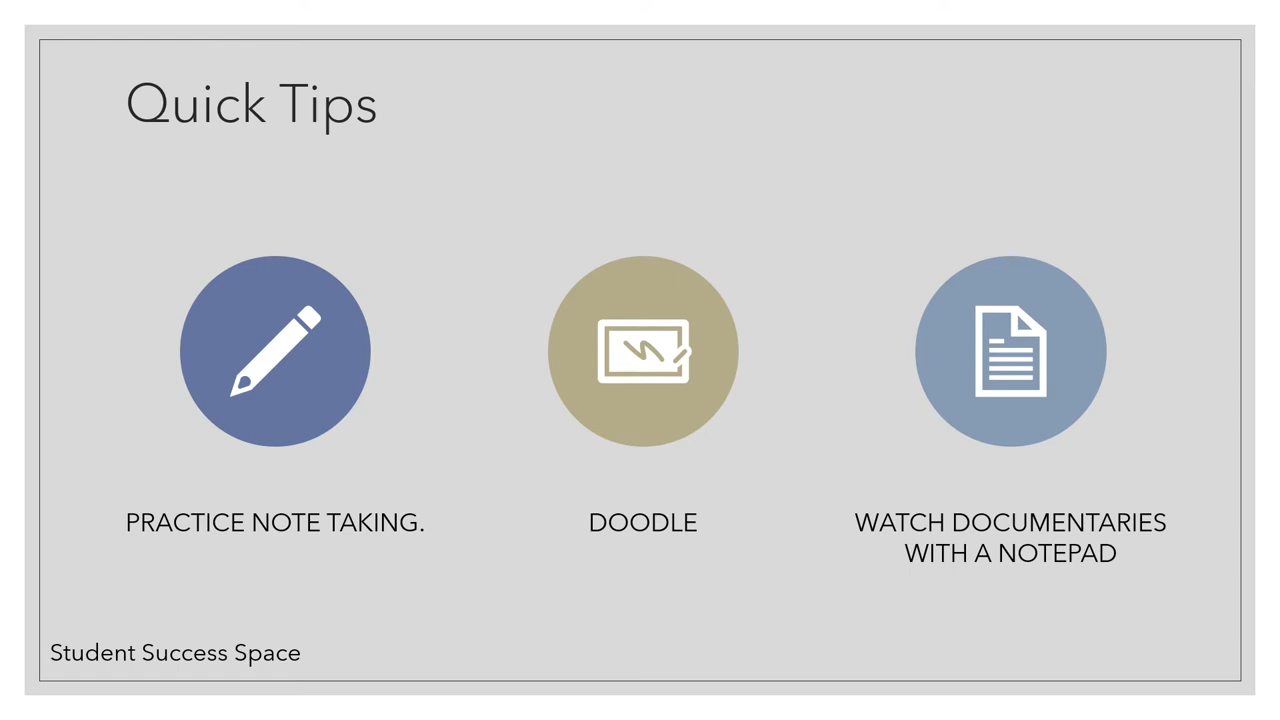 Quick Tips
PRACTICE NOTE TAKING.
DOODLE
WATCH DOCUMENTARIES
WITH A NOTEPAD
Student Success Space